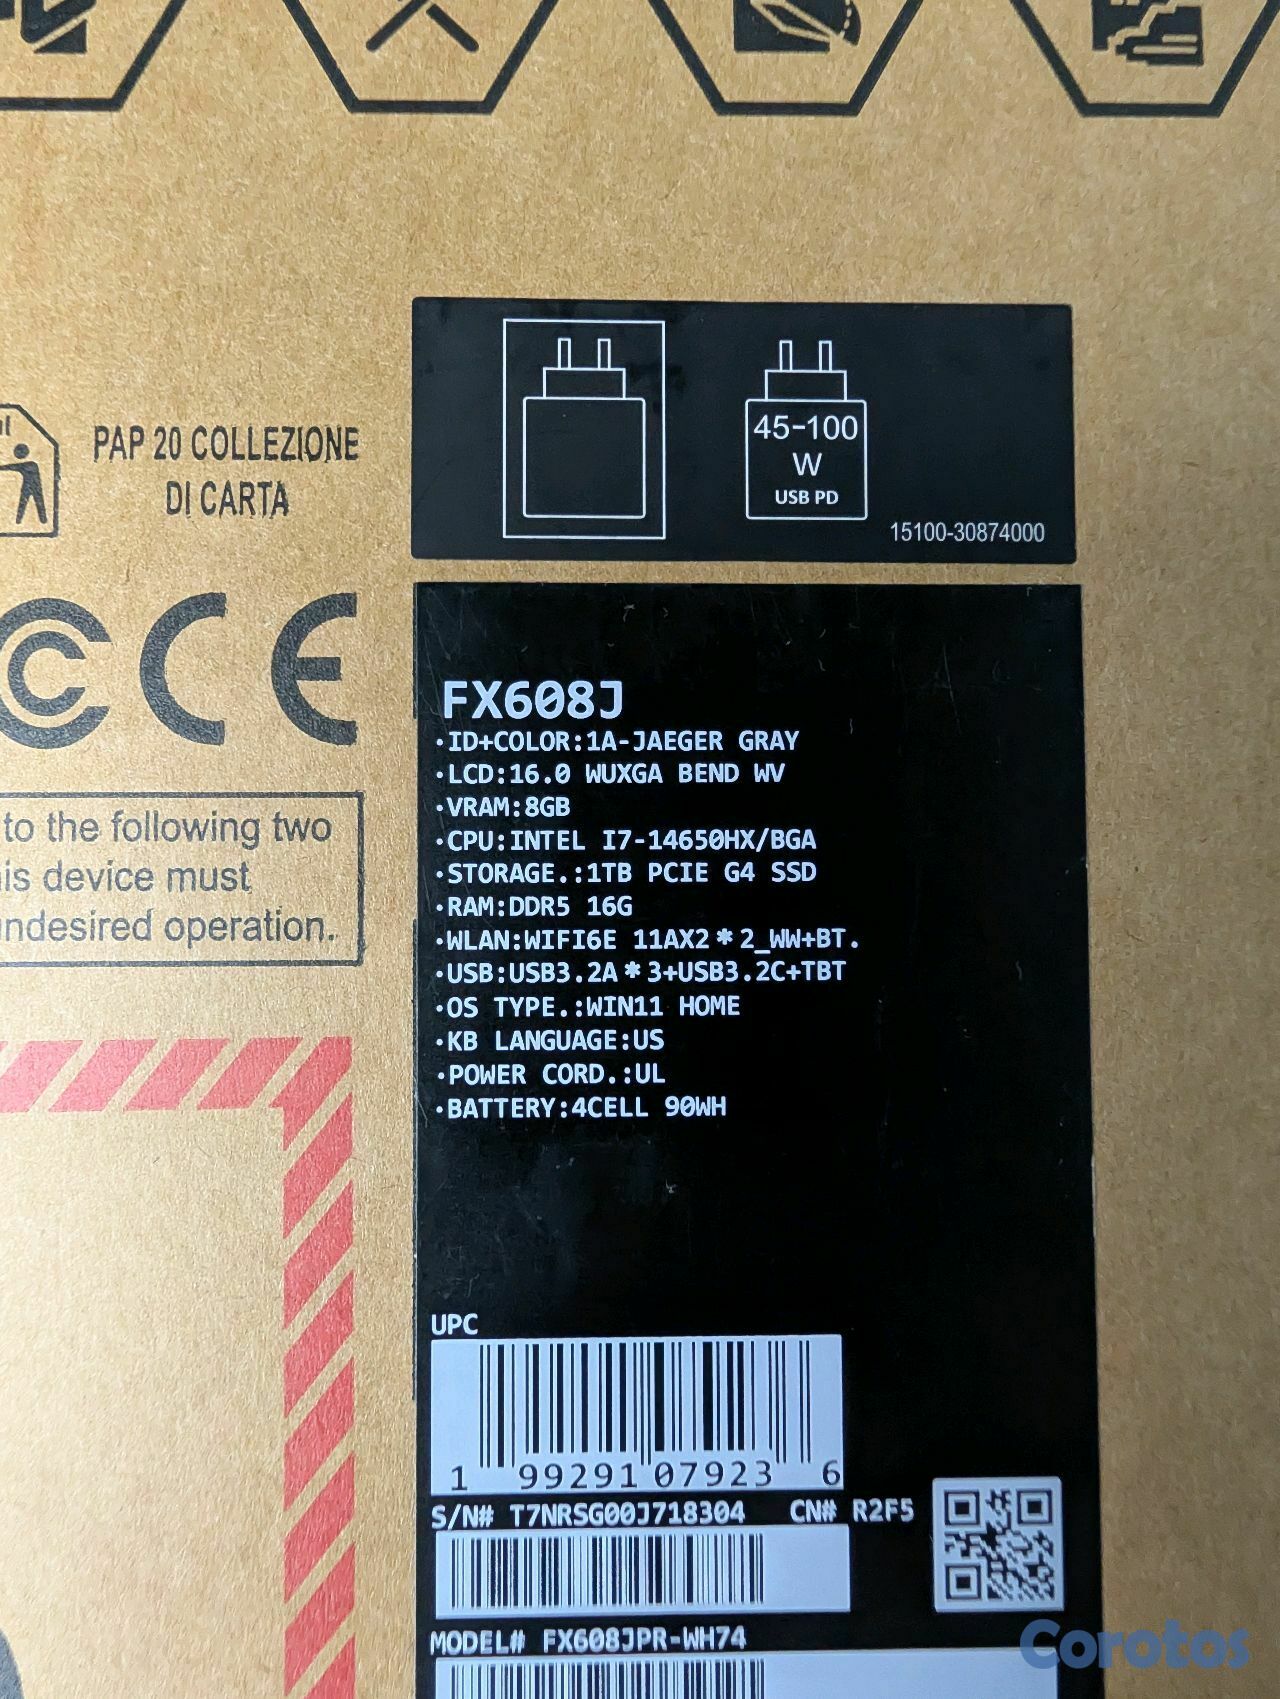 PAP 20 COLLEZIONE
DI CARTA
45-100
W
USB PD
15100-30874000
CE
to the following two
is device must
ndesired operation.
FX608J
·ID+COLOR:1A-JAEGER GRAY
·LCD:16.0 WUXGA BEND WV
·VRAM:8GB
·CPU:INTEL I7-14650HX/BGA
·STORAGE.:1TB PCIE G4 SSD
·RAM:DDR5 16G
·WLAN:WIFI6E 11AX2*2_WW+BT.
·USB:USB3.2A*3+USB3.2C+TBT
·OS TYPE.:WIN11 HOME
·KB LANGUAGE:US
·POWER CORD.:UL
·BATTERY:4CELL 90WH
UPC
1 99291 07923 6
S/N# T7NRSG00J718304 CN# R2F5
MODEL# FX608JPR-WH74
Corotos